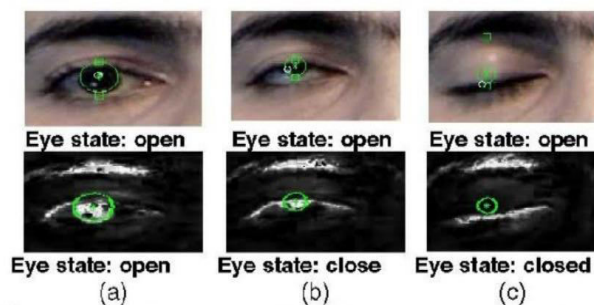 Eye state: open Eye state: open Eye state: open
Eye state: open Eye state: close Eye state: closed
(a) (b) (c)